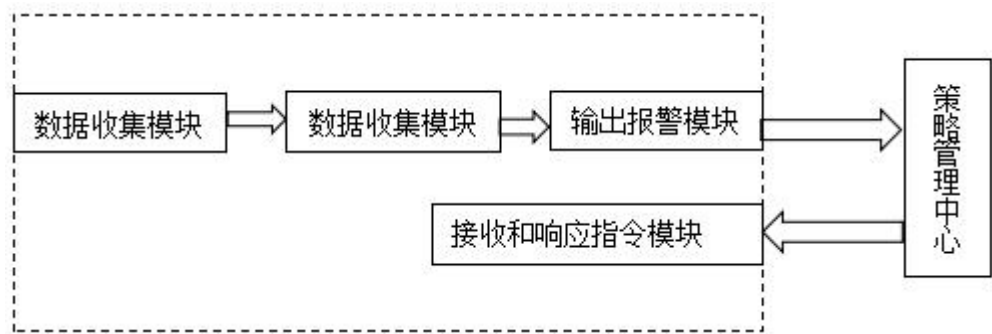 数据收集模块
数据收集模块
输出报警模块
接收和响应指令模块
策略管理中心